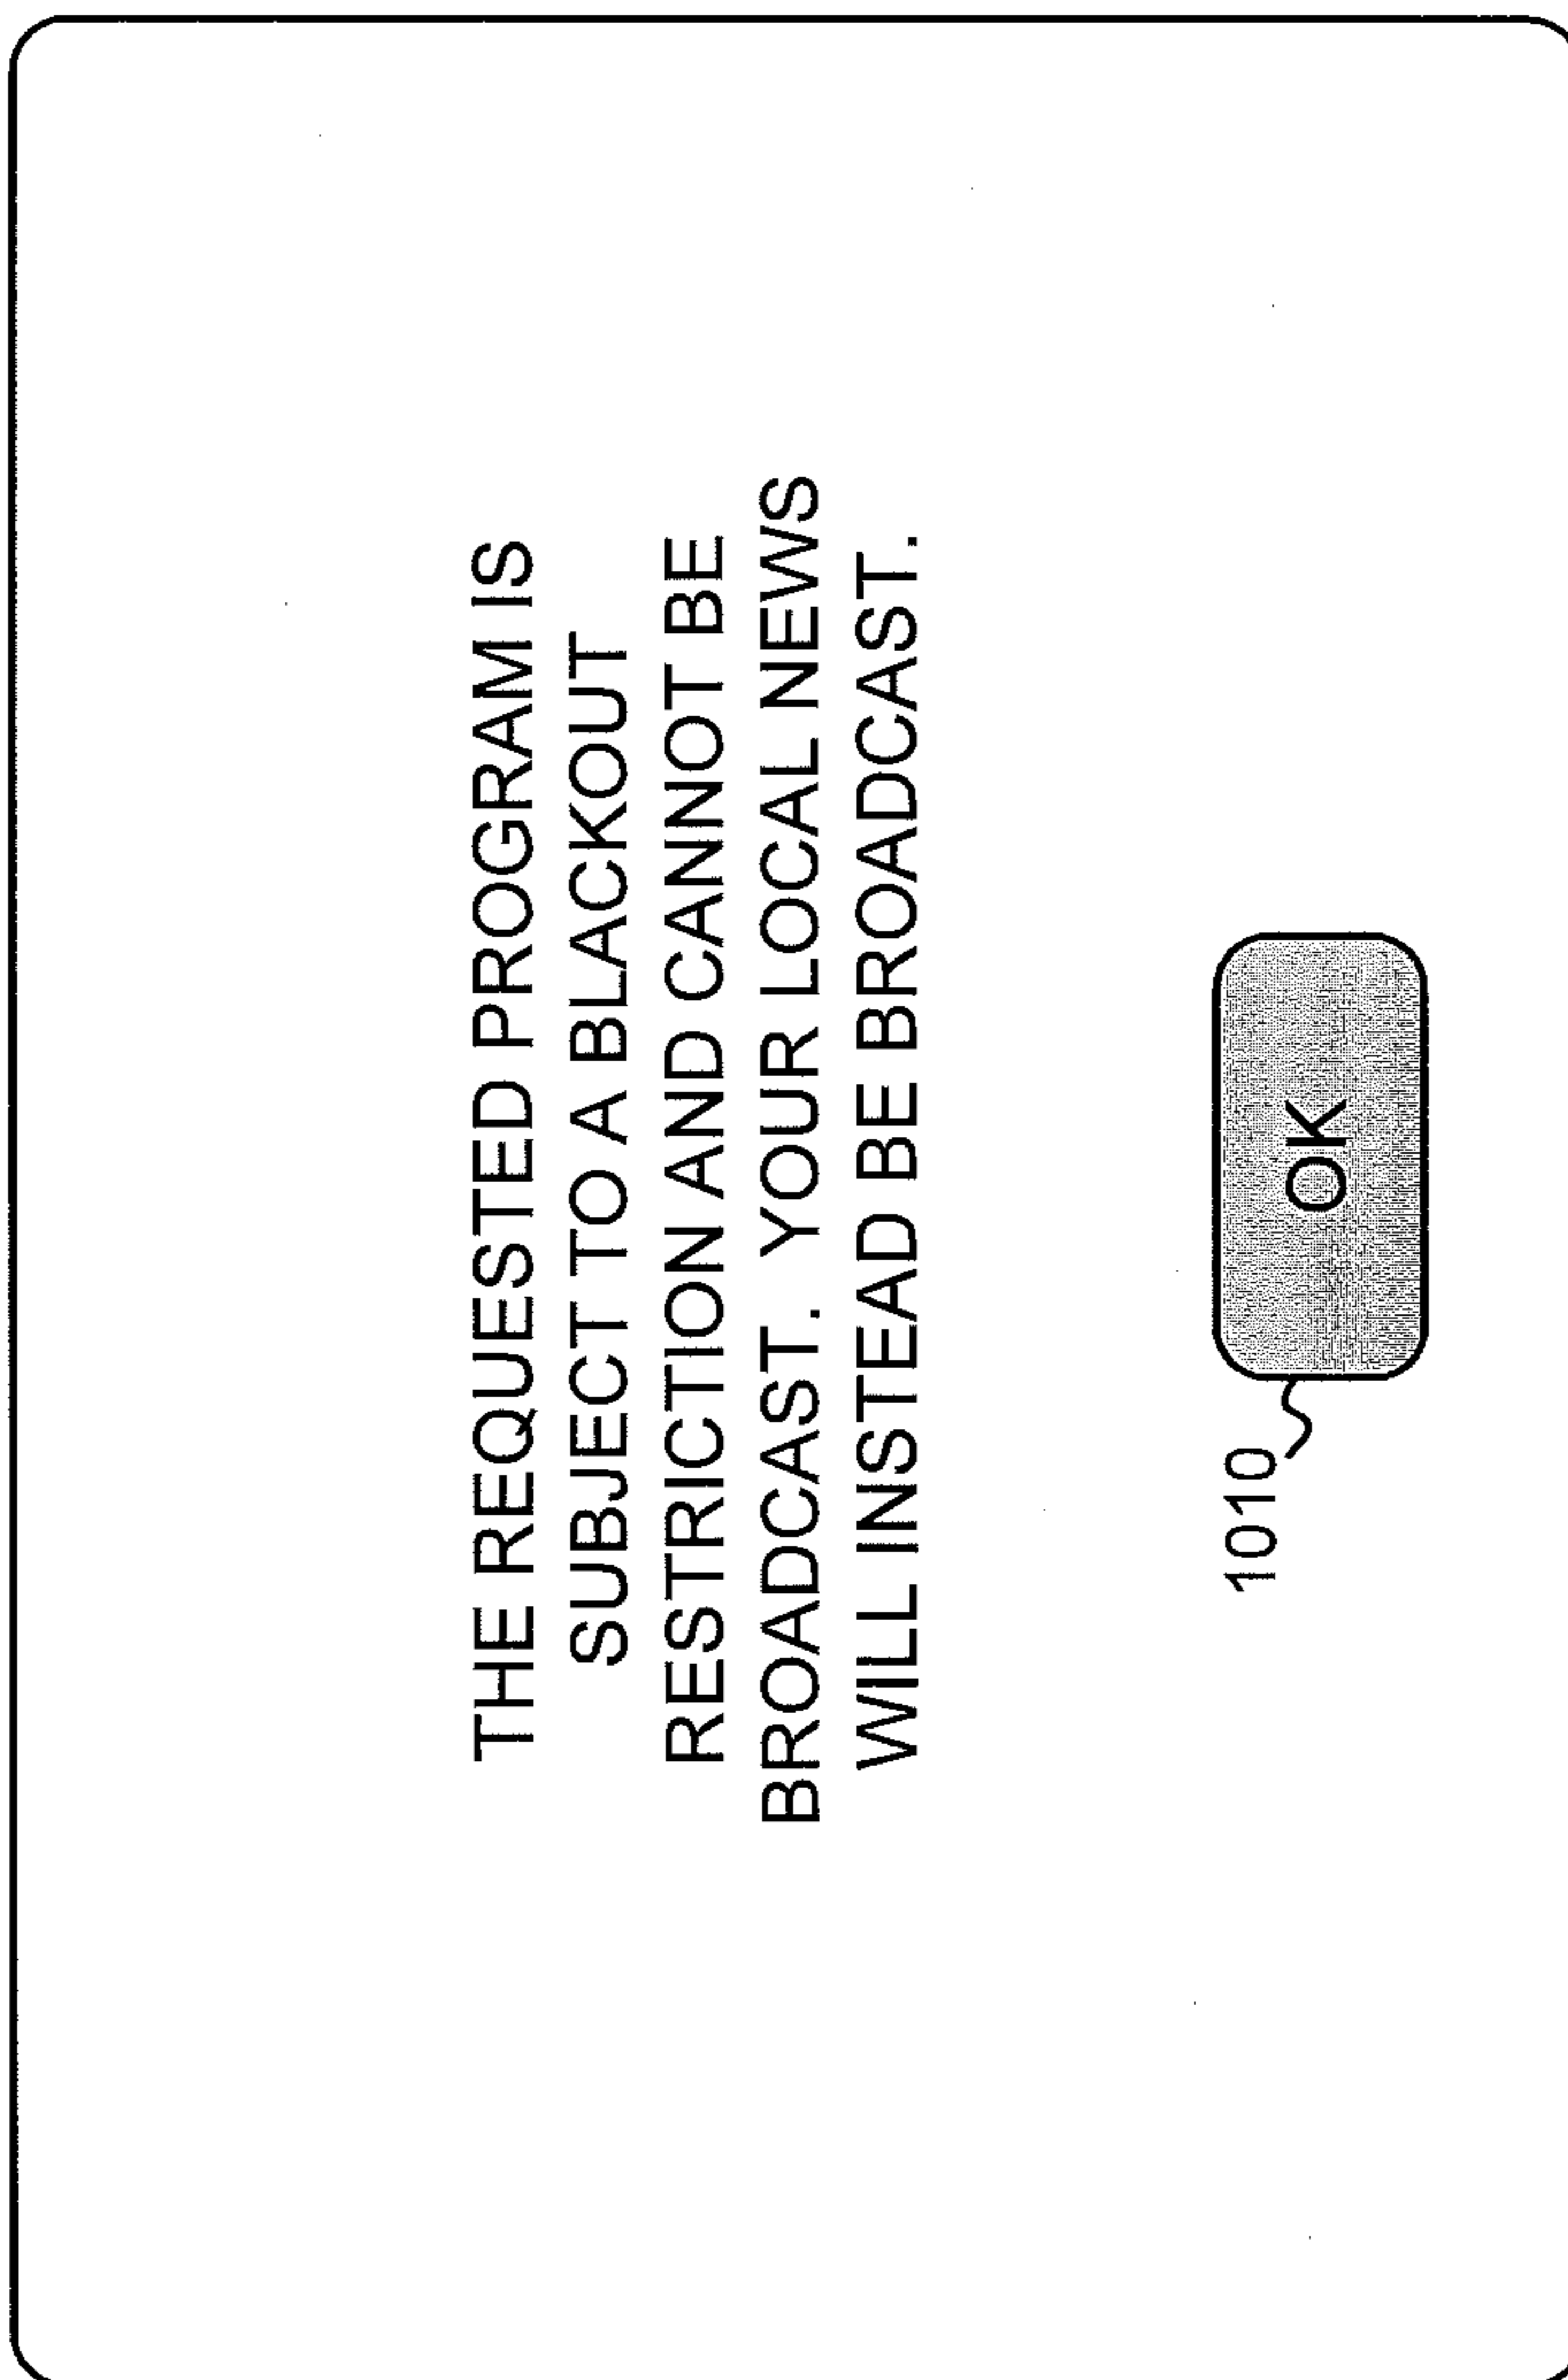 THE REQUESTED PROGRAM IS
SUBJECT TO A BLACKOUT
RESTRICTION AND CANNOT BE
BROADCAST. YOUR LOCAL NEWS
WILL INSTEAD BE BROADCAST.
1010
OK